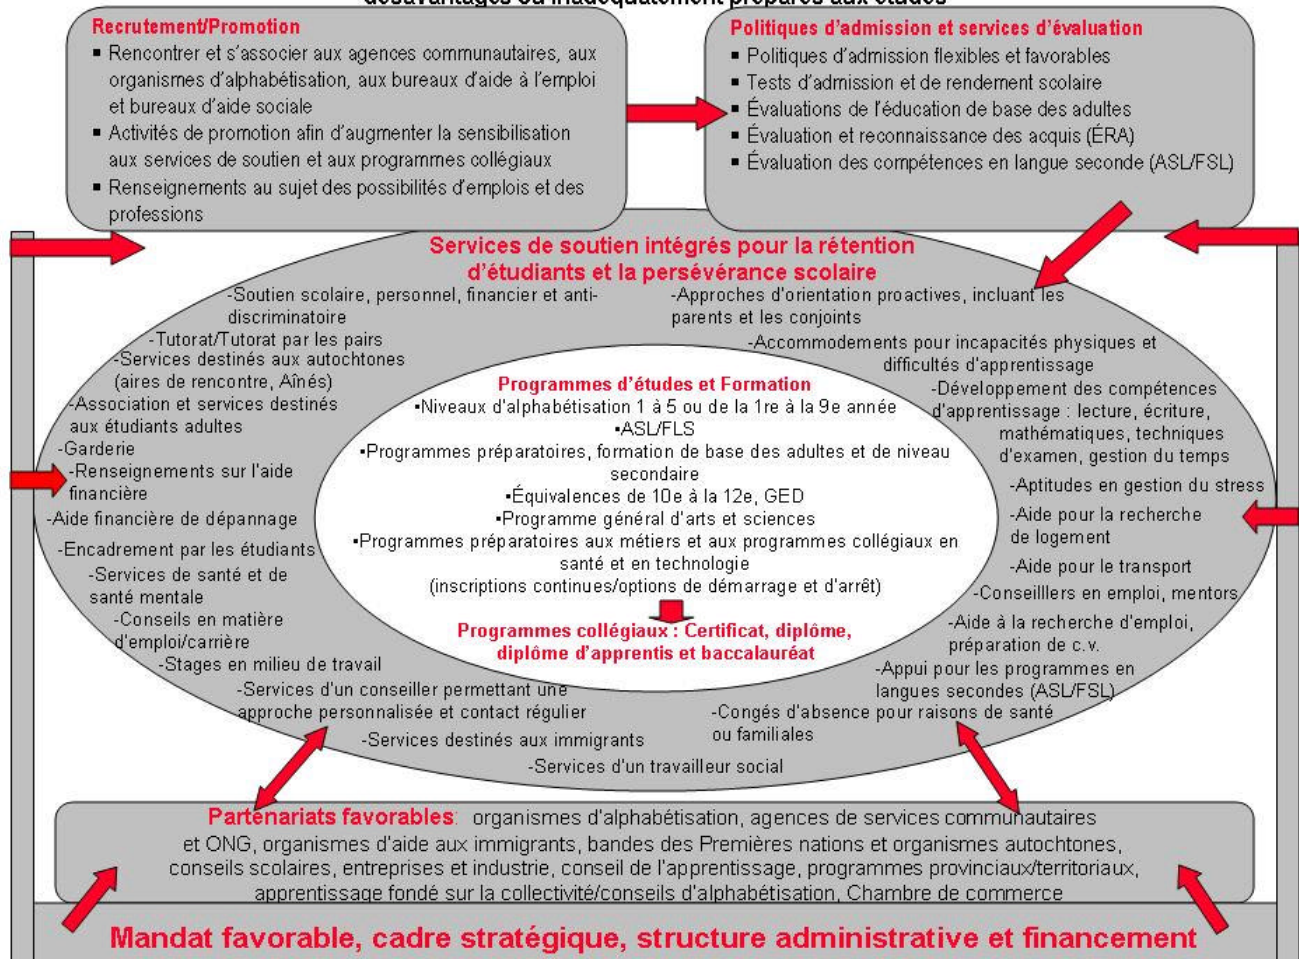 désavantagés ou inadéquatement préparés aux études
Recrutement/Promotion
▪ Rencontrer et s'associer aux agences communautaires, aux
organismes d'alphabétisation, aux bureaux d'aide à l'emploi
et bureaux d'aide sociale
▪ Activités de promotion afin d'augmenter la sensibilisation
aux services de soutien et aux programmes collégiaux
▪ Renseignements au sujet des possibilités d'emplois et des
professions
Politiques d'admission et services d'évaluation
▪ Politiques d'admission flexibles et favorables
▪ Tests d'admission et de rendement scolaire
▪ Évaluations de l'éducation de base des adultes
▪ Évaluation et reconnaissance des acquis (ÉRA)
▪ Évaluation des compétences en langue seconde (ASL/FSL)
Services de soutien intégrés pour la rétention
d'étudiants et la persévérance scolaire
-Soutien scolaire, personnel, financier et anti-
discriminatoire
-Tutorat/Tutorat par les pairs
-Services destinés aux autochtones
(aires de rencontre, Aînés)
-Association et services destinés
aux étudiants adultes
-Garderie
-Renseignements sur l'aide
financière
-Aide financière de dépannage
-Encadrement par les étudiants
-Services de santé et de
santé mentale
-Conseils en matière
d'emploi/carrière
-Stages en milieu de travail
-Services d'un conseiller permettant une
approche personnalisée et contact régulier
-Services destinés aux immigrants
-Services d'un travailleur social
-Approches d'orientation proactives, incluant les
parents et les conjoints
-Accommodements pour incapacités physiques et
difficultés d'apprentissage
-Développement des compétences
d'apprentissage : lecture, écriture,
mathématiques, techniques
d'examen, gestion du temps
-Aptitudes en gestion du stress
-Aide pour la recherche
de logement
-Aide pour le transport
-Conseilllers en emploi, mentors
-Aide à la recherche d'emploi,
préparation de c.v.
-Appui pour les programmes en
langues secondes (ASL/FSL)
-Congés d'absence pour raisons de santé
ou familiales
Programmes d'études et Formation
▪Niveaux d'alphabétisation 1 à 5 ou de la 1re à la 9e année
▪ASL/FLS
▪Programmes préparatoires, formation de base des adultes et de niveau
secondaire
▪Équivalences de 10e à la 12e, GED
▪Programme général d'arts et sciences
▪Programmes préparatoires aux métiers et aux programmes collégiaux en
santé et en technologie
(inscriptions continues/options de démarrage et d'arrêt)
Programmes collégiaux : Certificat, diplôme,
diplôme d'apprentis et baccalauréat
Partenariats favorables: organismes d'alphabétisation, agences de services communautaires
et ONG, organismes d'aide aux immigrants, bandes des Premières nations et organismes autochtones,
conseils scolaires, entreprises et industrie, conseil de l'apprentissage, programmes provinciaux/territoriaux,
apprentissage fondé sur la collectivité/conseils d'alphabétisation, Chambre de commerce
Mandat favorable, cadre stratégique, structure administrative et financement